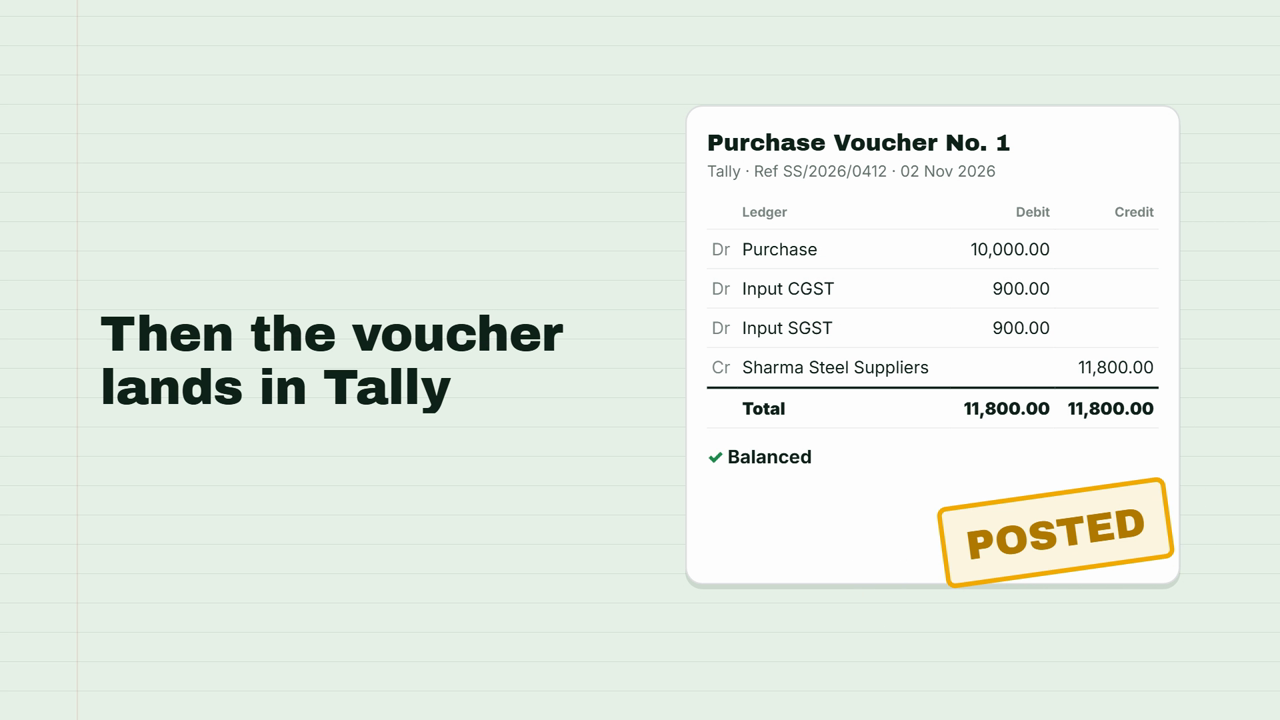 Then the voucher
lands in Tally
Purchase Voucher No. 1
Tally · Ref SS/2026/0412 · 02 Nov 2026
Ledger Debit Credit
Dr Purchase 10,000.00
Dr Input CGST 900.00
Dr Input SGST 900.00
Cr Sharma Steel Suppliers 11,800.00
Total 11,800.00 11,800.00
✓ Balanced
POSTED